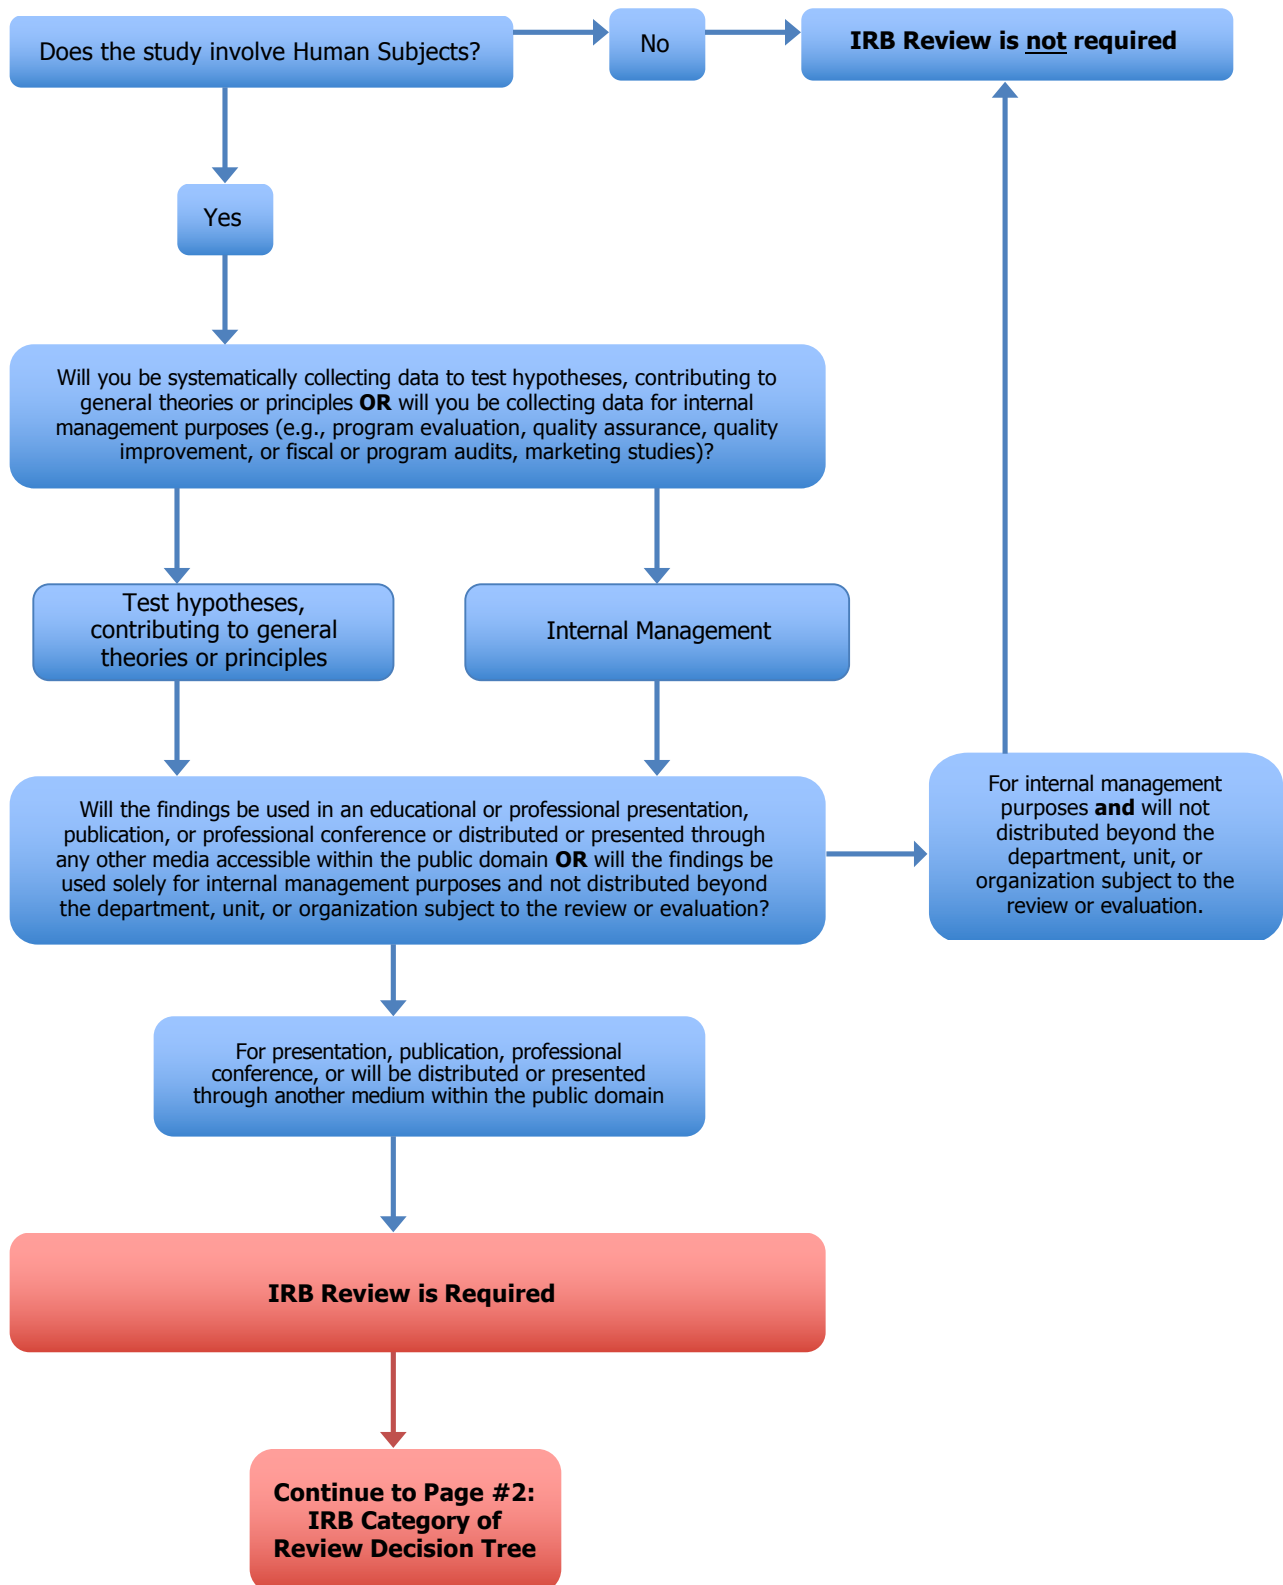 Does the study involve Human Subjects?
No
IRB Review is not required
Yes
Will you be systematically collecting data to test hypotheses, contributing to
general theories or principles OR will you be collecting data for internal
management purposes (e.g., program evaluation, quality assurance, quality
improvement, or fiscal or program audits, marketing studies)?
Test hypotheses,
contributing to general
theories or principles
Internal Management
Will the findings be used in an educational or professional presentation,
publication, or professional conference or distributed or presented through
any other media accessible within the public domain OR will the findings be
used solely for internal management purposes and not distributed beyond
the department, unit, or organization subject to the review or evaluation?
For internal management
purposes and will not
distributed beyond the
department, unit, or
organization subject to the
review or evaluation.
For presentation, publication, professional
conference, or will be distributed or presented
through another medium within the public domain
IRB Review is Required
Continue to Page #2:
IRB Category of
Review Decision Tree